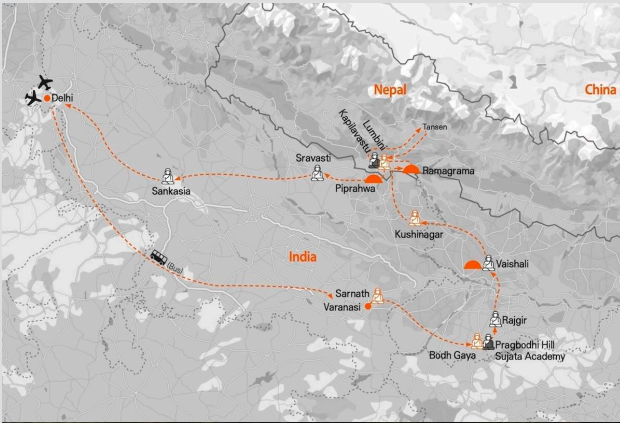 Nepal
China
Delhi
Tansen
Lumbini
Kapilavastu
Sravasti
Ramagrama
Sankasia
Piprahwa
Kushinagar
India
(Bus)
Vaishali
Sarnath
Varanasi
Rajgir
Bodh Gaya
Pragbodhi Hill
Sujata Academy